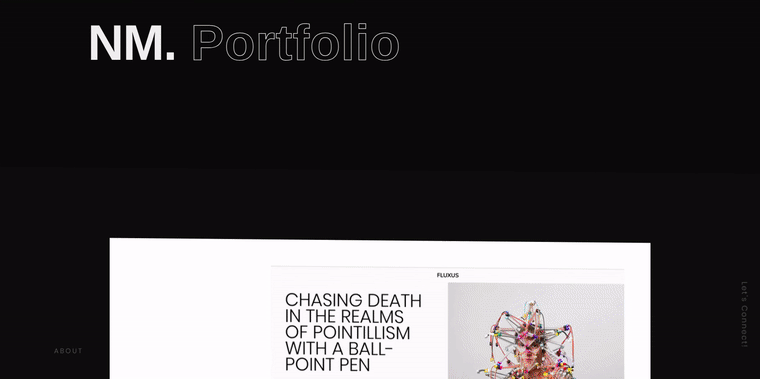 NM. Portfolio
FLUXUS
CHASING DEATH
IN THE REALMS
OF POINTILLISM
WITH A BALL-
POINT PEN
ABOUT
Let's Connect!